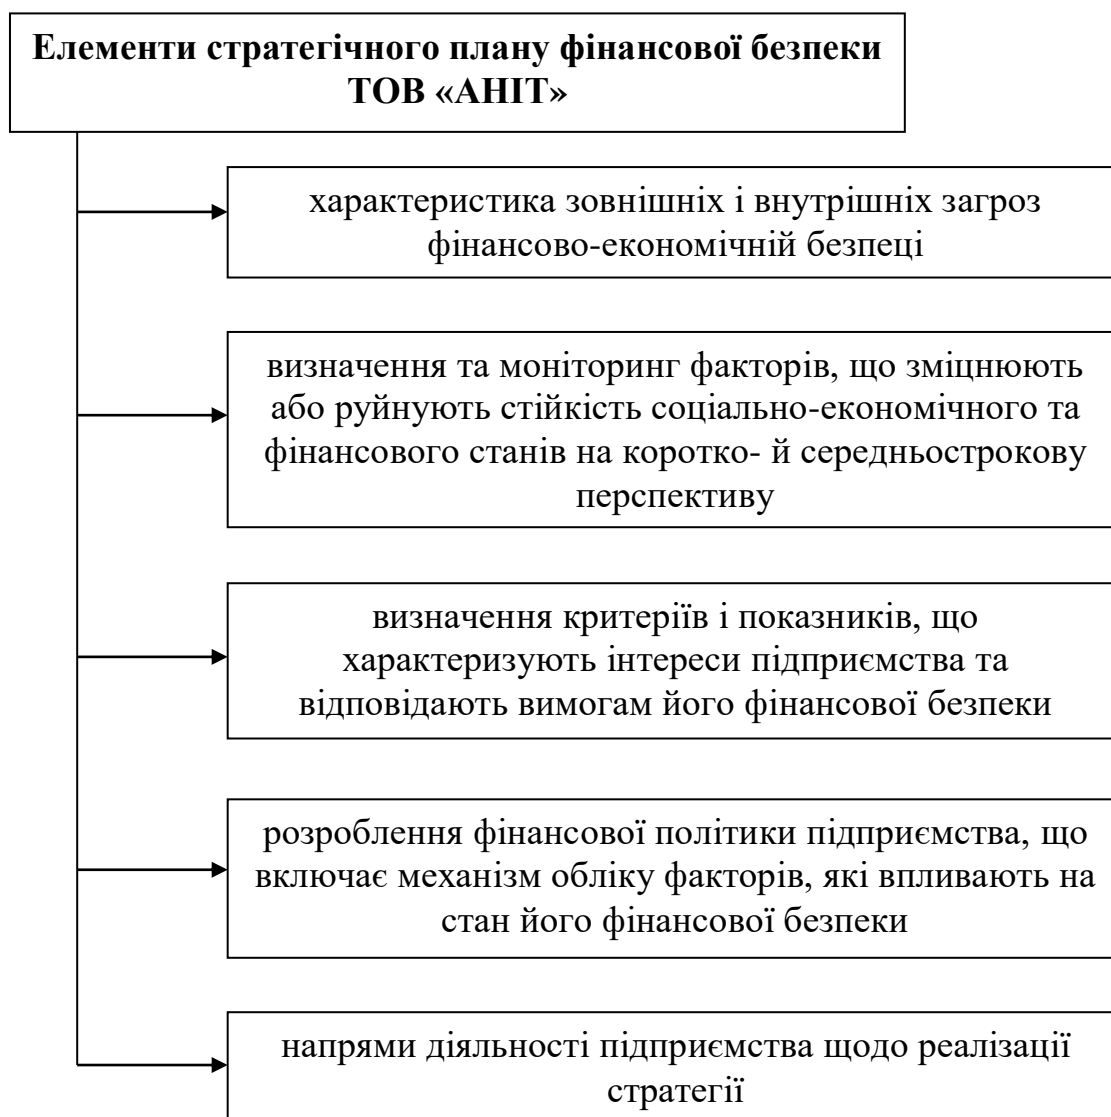 Елементи стратегічного плану фінансової безпеки
ТОВ «АНІТ»
характеристика зовнішніх і внутрішніх загроз
фінансово-економічній безпеці
визначення та моніторинг факторів, що зміцнюють
або руйнують стійкість соціально-економічного та
фінансового станів на коротко- й середньострокову
перспективу
визначення критеріїв і показників, що
характеризують інтереси підприємства та
відповідають вимогам його фінансової безпеки
розроблення фінансової політики підприємства, що
включає механізм обліку факторів, які впливають на
стан його фінансової безпеки
напрями діяльності підприємства щодо реалізації
стратегії